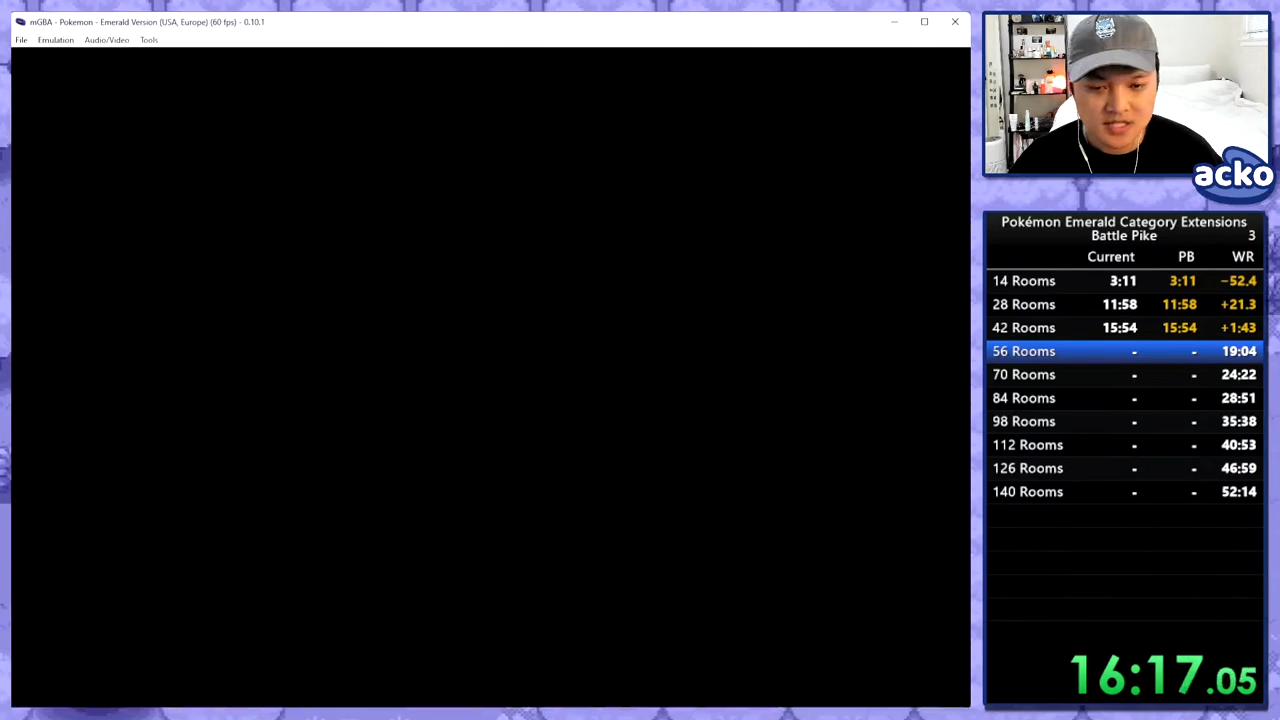 mGBA - Pokemon - Emerald Version (USA, Europe) (60 fps) - 0.10.1
File Emulation Audio/Video Tools
acko
Pokémon Emerald Category Extensions
Battle Pike 3
Current PB WR
14 Rooms 3:11 3:11 −52.4
28 Rooms 11:58 11:58 +21.3
42 Rooms 15:54 15:54 +1:43
56 Rooms - - 19:04
70 Rooms - - 24:22
84 Rooms - - 28:51
98 Rooms - - 35:38
112 Rooms - - 40:53
126 Rooms - - 46:59
140 Rooms - - 52:14
16:17.05